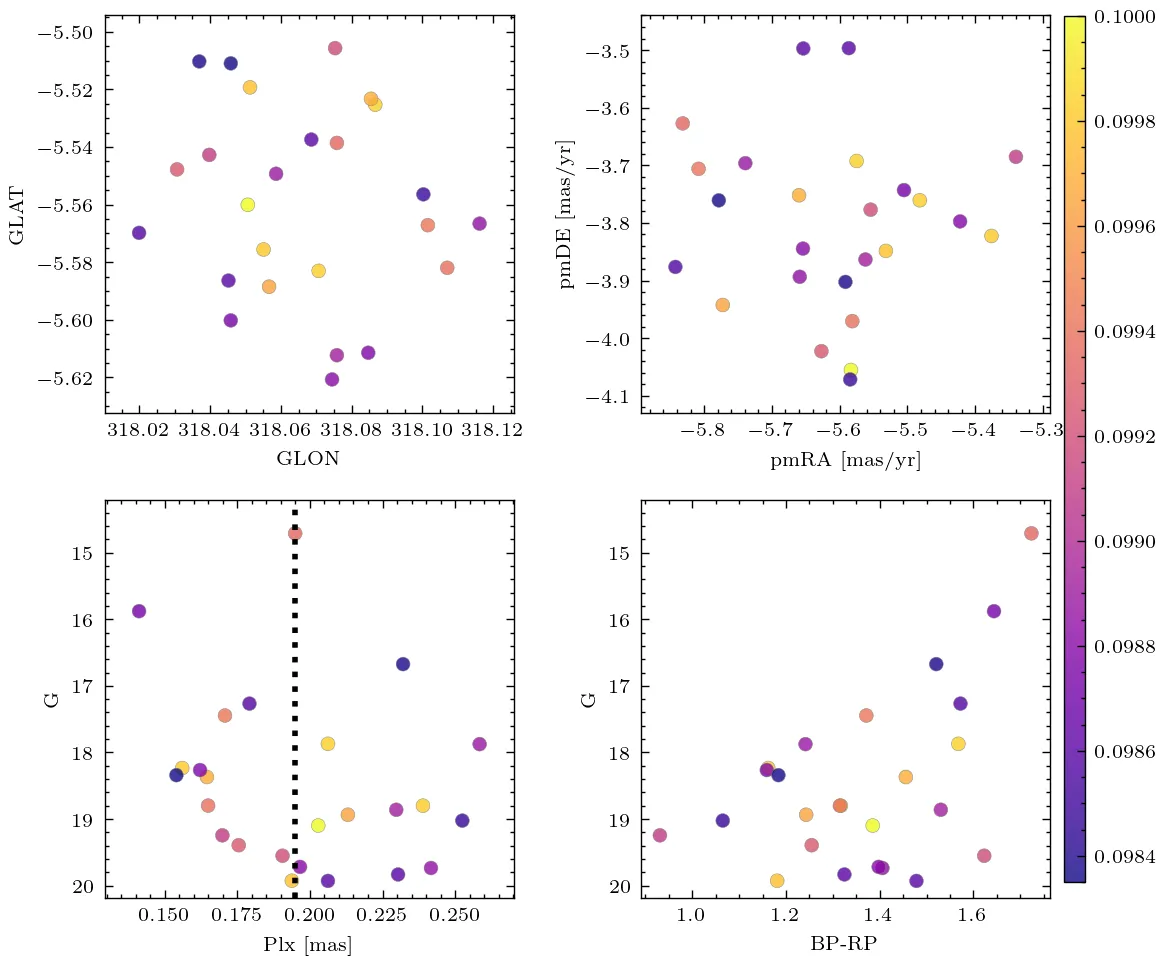 −5.50
−5.52
−5.54
−5.56
−5.58
−5.60
−5.62
GLAT
318.02 318.04 318.06 318.08 318.10 318.12
GLON
−3.5
−3.6
−3.7
−3.8
−3.9
−4.0
−4.1
pmDE [mas/yr]
−5.8 −5.7 −5.6 −5.5 −5.4 −5.3
pmRA [mas/yr]
0.1000
0.0998
0.0996
0.0994
0.0992
0.0990
0.0988
0.0986
0.0984
15
16
17
18
19
20
G
0.150 0.175 0.200 0.225 0.250
Plx [mas]
15
16
17
18
19
20
G
1.0 1.2 1.4 1.6
BP-RP